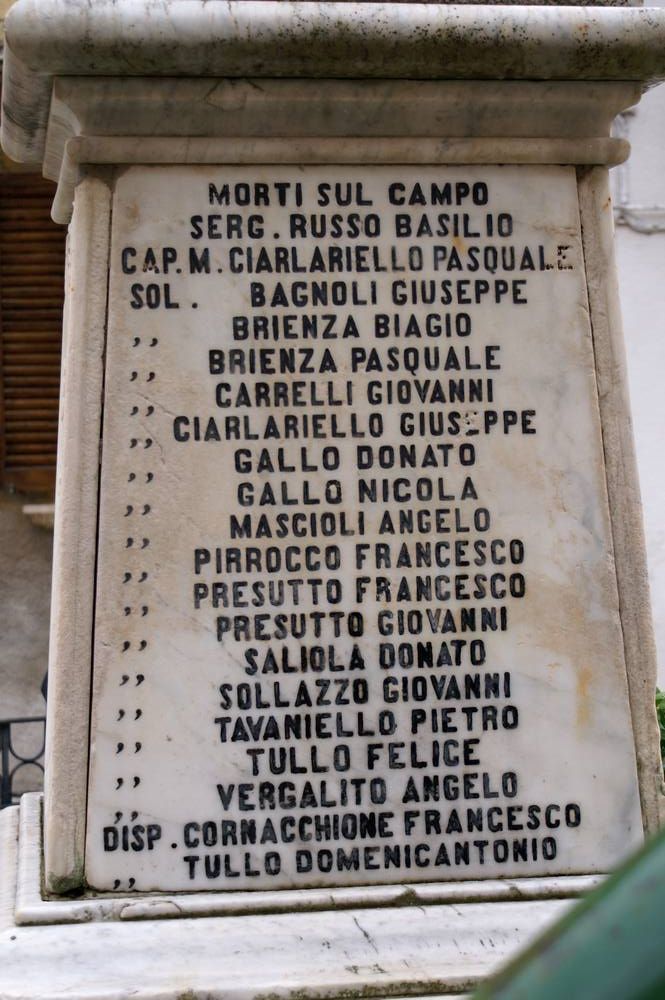 MORTI SUL CAMPO
SERG. RUSSO BASILIO
CAP. M. CIARLARIELLO PASQUALE
SOL. BAGNOLI GIUSEPPE
,, BRIENZA BIAGIO
,, BRIENZA PASQUALE
,, CARRELLI GIOVANNI
,, CIARLARIELLO GIUSEPPE
,, GALLO DONATO
,, GALLO NICOLA
,, MASCIOLI ANGELO
,, PIRROCCO FRANCESCO
,, PRESUTTO FRANCESCO
,, PRESUTTO GIOVANNI
,, SALIOLA DONATO
,, SOLLAZZO GIOVANNI
,, TAVANIELLO PIETRO
,, TULLO FELICE
,, VERGALITO ANGELO
DISP. CORNACCHIONE FRANCESCO
,, TULLO DOMENICANTONIO